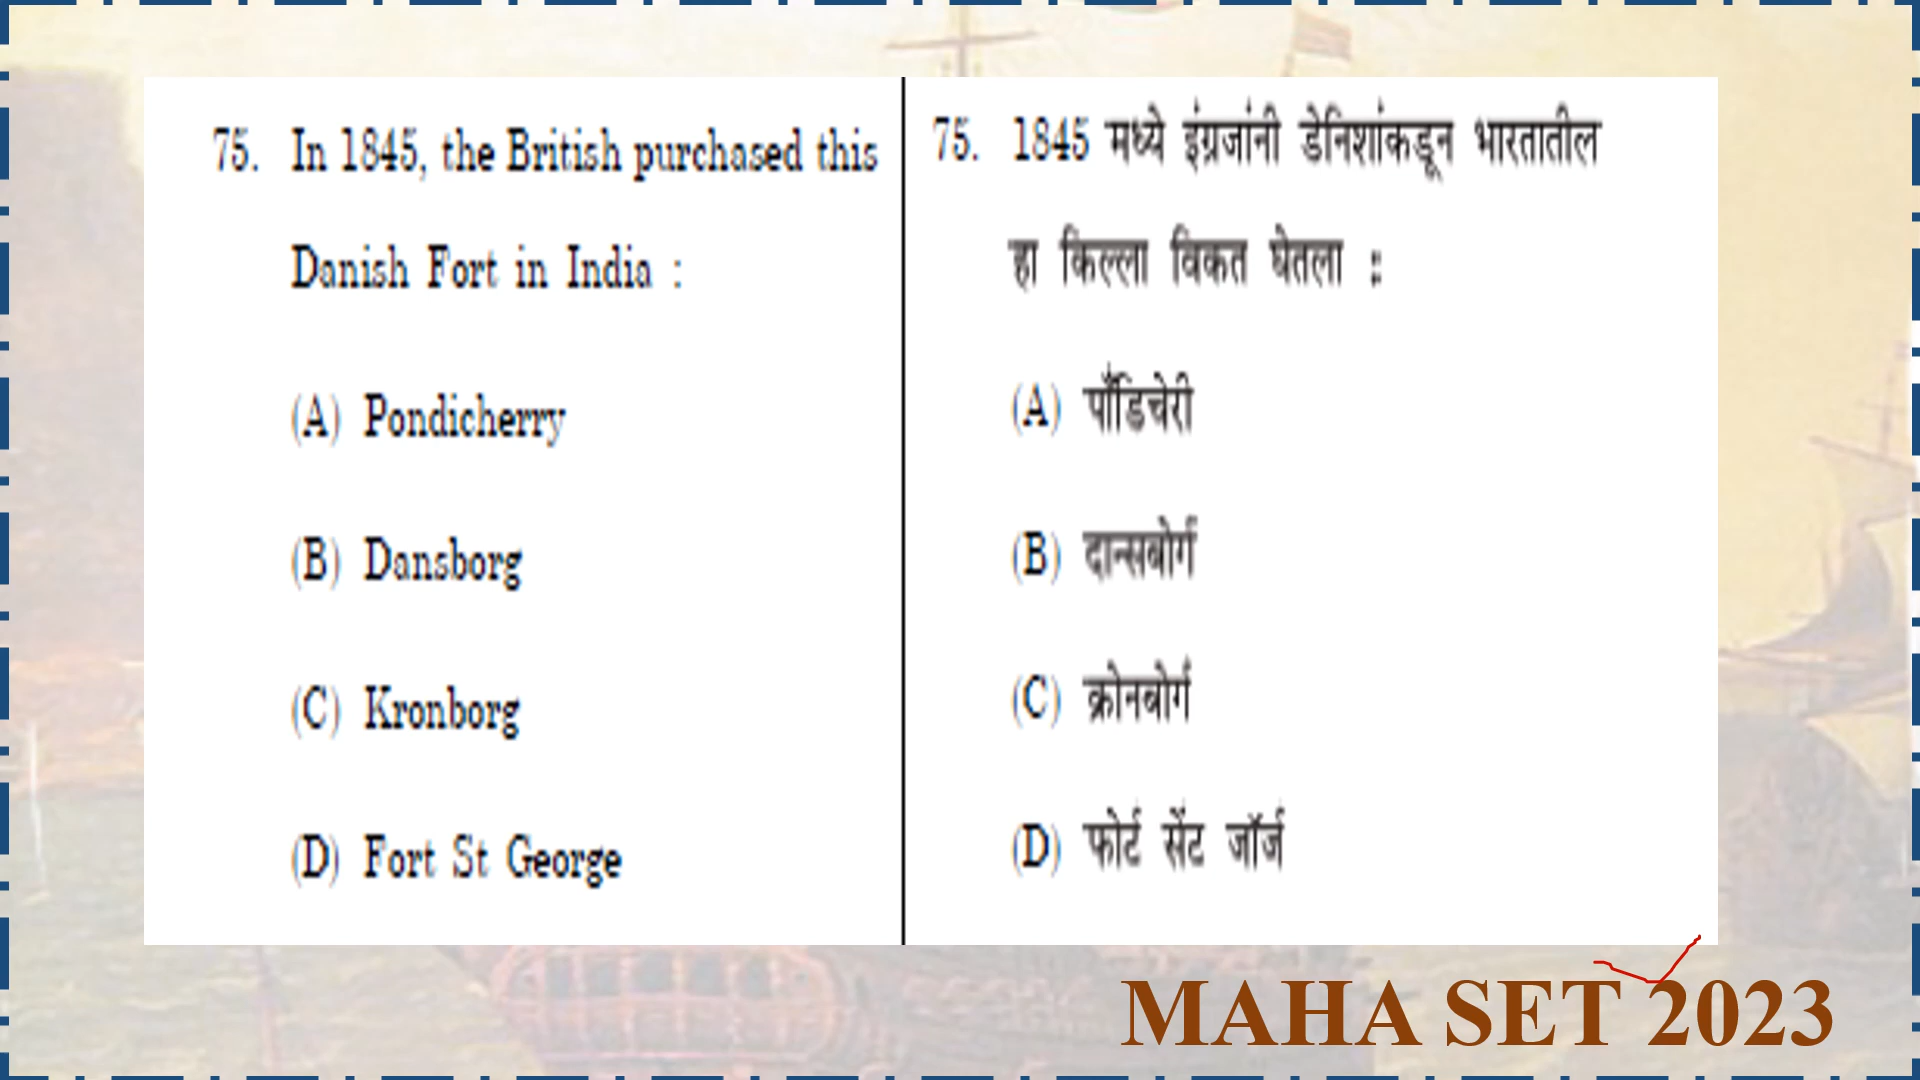 75. In 1845, the British purchased this
Danish Fort in India :
(A) Pondicherry
(B) Dansborg
(C) Kronborg
(D) Fort St George
75. 1845 मध्ये इंग्रजांनी डेनिशांकडून भारतातील
हा किल्ला विकत घेतला :
(A) पाँडिचेरी
(B) दान्सबोर्ग
(C) क्रोनबोर्ग
(D) फोर्ट सेंट जॉर्ज
MAHA SET 2023